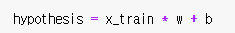 hypothesis = x_train * w + b